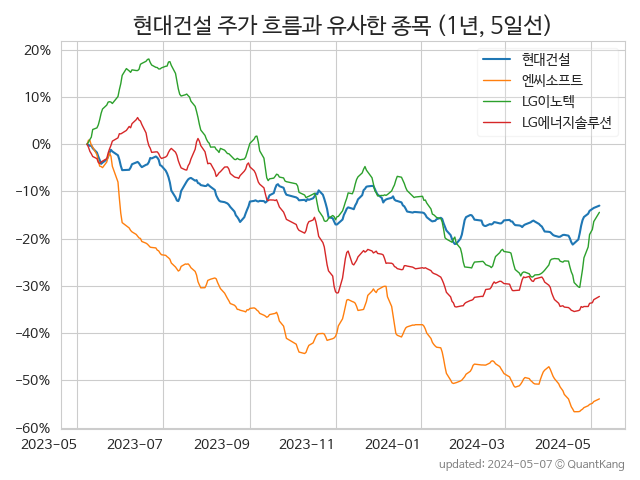 현대건설 주가 흐름과 유사한 종목 (1년, 5일선)
현대건설
엔씨소프트
LG이노텍
LG에너지솔루션
20%
10%
0%
−10%
−20%
−30%
−40%
−50%
−60%
2023-05 2023-07 2023-09 2023-11 2024-01 2024-03 2024-05
updated: 2024-05-07 © QuantKang